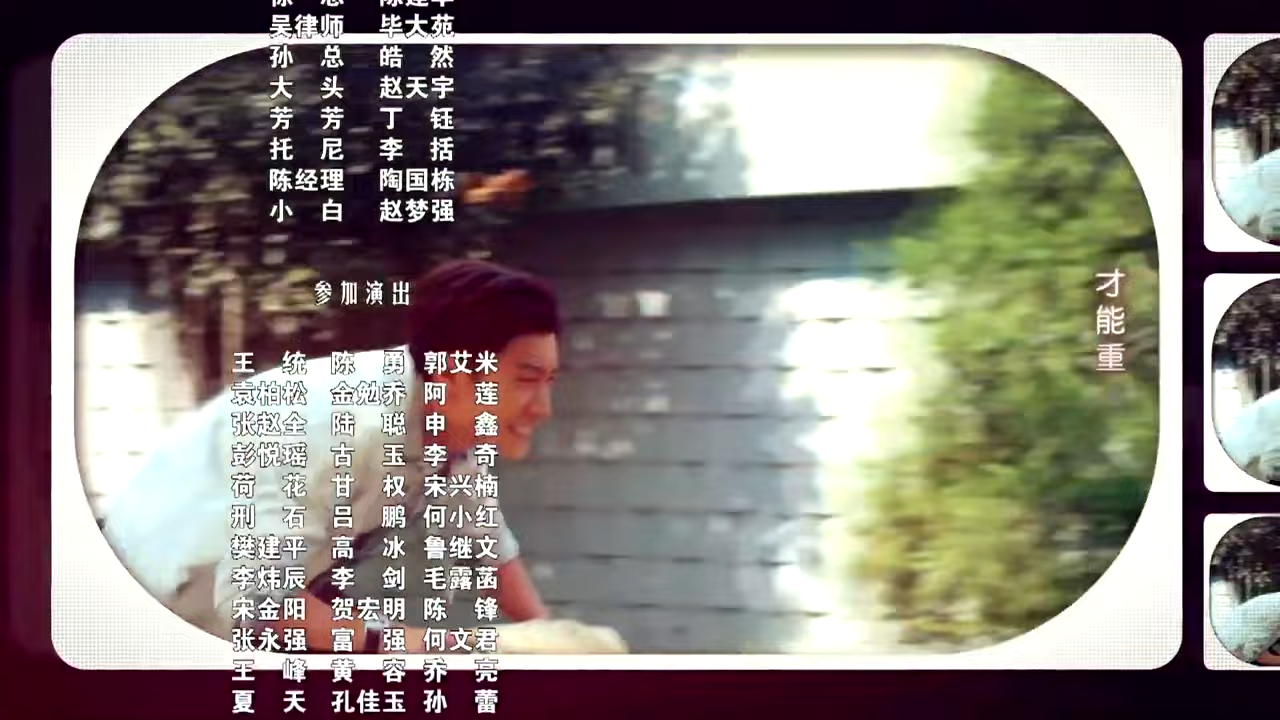 吴律师 毕大苑
孙总 皓然
大头 赵天宇
芳芳 丁钰
托尼 李括
陈经理 陶国栋
小白 赵梦强
参加演出
王统 陈勇 郭艾米
袁柏松 金勉乔 阿莲
张赵全 陆聪 申鑫
彭悦瑶 古玉 李奇
荷花 甘权 宋兴楠
刑石 吕鹏 何小红
樊建平 高冰 鲁继文
李炜辰 李剑 毛露菡
宋金阳 贺宏明 陈锋
张永强 富强 何文君
王峰 黄容 乔亮
夏天 孔佳玉 孙蕾
才能重